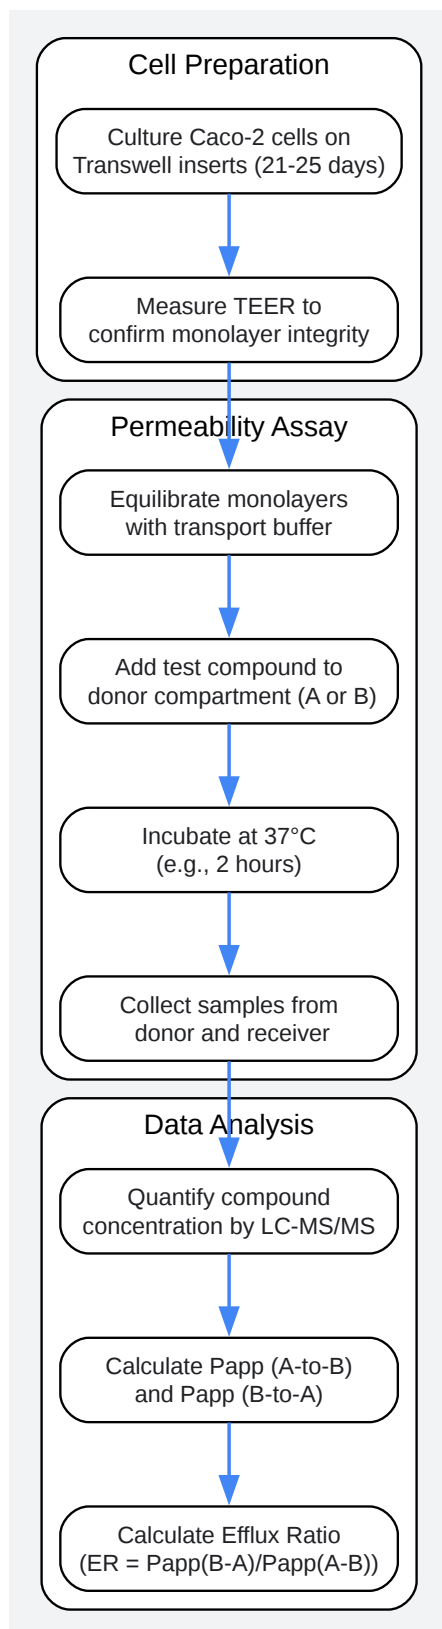 Cell Preparation
Culture Caco-2 cells on
Transwell inserts (21-25 days)
Measure TEER to
confirm monolayer integrity
Permeability Assay
Equilibrate monolayers
with transport buffer
Add test compound to
donor compartment (A or B)
Incubate at 37°C
(e.g., 2 hours)
Collect samples from
donor and receiver
Data Analysis
Quantify compound
concentration by LC-MS/MS
Calculate Papp (A-to-B)
and Papp (B-to-A)
Calculate Efflux Ratio
(ER = Papp(B-A)/Papp(A-B))